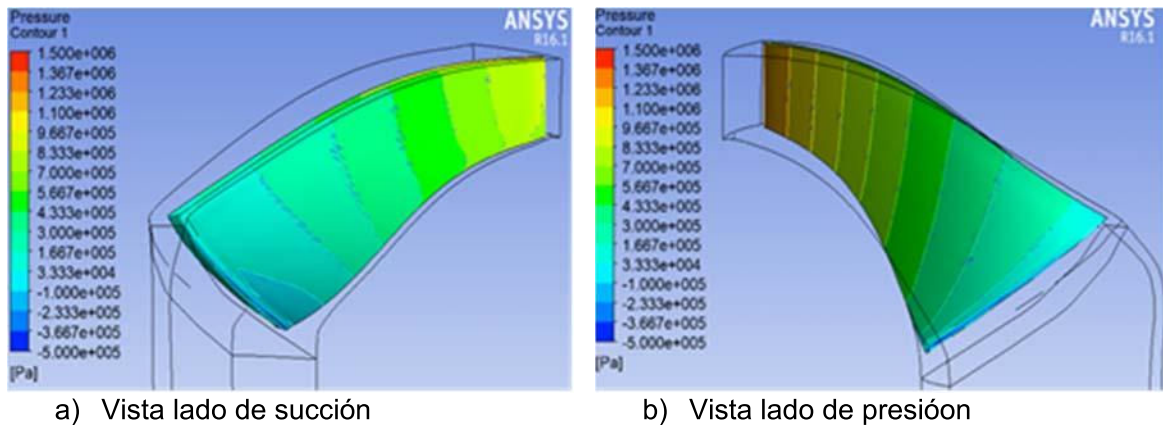 Pressure
Contour 1
ANSYS
R16.1
1.500e+006
1.367e+006
1.233e+006
1.100e+006
9.667e+005
8.333e+005
7.000e+005
5.667e+005
4.333e+005
3.000e+005
1.667e+005
3.333e+004
-1.000e+005
-2.333e+005
-3.667e+005
-5.000e+005
[Pa]
a) Vista lado de succión
Pressure
Contour 1
ANSYS
R16.1
1.500e+006
1.367e+006
1.233e+006
1.100e+006
9.667e+005
8.333e+005
7.000e+005
5.667e+005
4.333e+005
3.000e+005
1.667e+005
3.333e+004
-1.000e+005
-2.333e+005
-3.667e+005
-5.000e+005
[Pa]
b) Vista lado de presióon